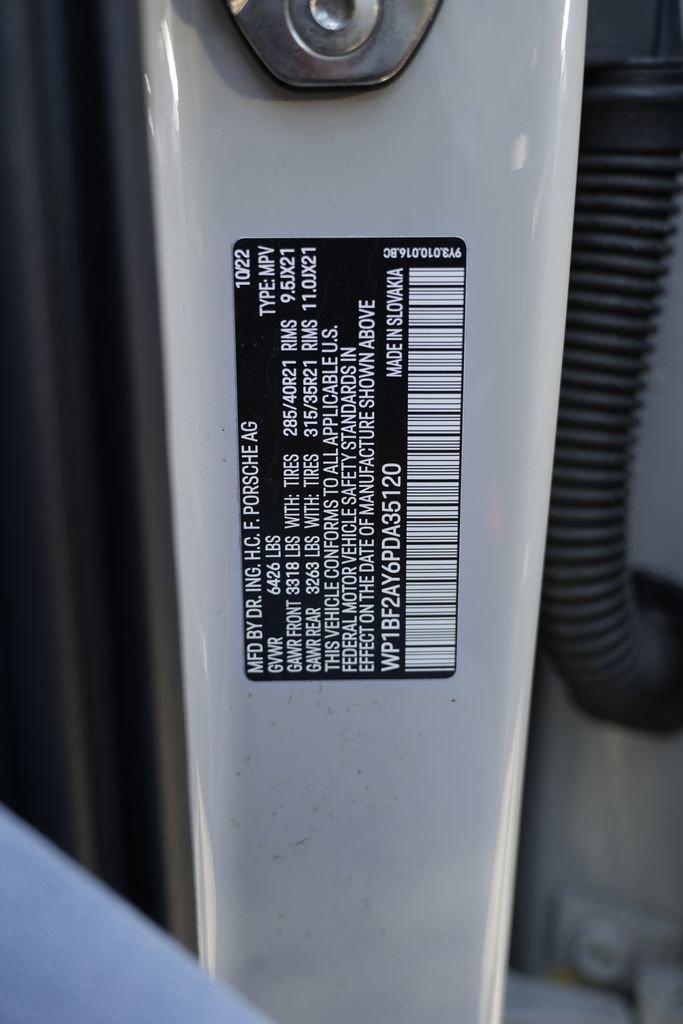 10/22
MFD BY DR. ING. H.C. F. PORSCHE AG TYPE: MPV
GVWR 6426 LBS
GAWR FRONT 3318 LBS WITH: TIRES 285/40R21 RIMS 9.5JX21
GAWR REAR 3263 LBS WITH: TIRES 315/35R21 RIMS 11.0JX21
THIS VEHICLE CONFORMS TO ALL APPLICABLE U.S.
FEDERAL MOTOR VEHICLE SAFETY STANDARDS IN
EFFECT ON THE DATE OF MANUFACTURE SHOWN ABOVE
WP1BF2AY6PDA35120 MADE IN SLOVAKIA
9Y3.010.016.BC